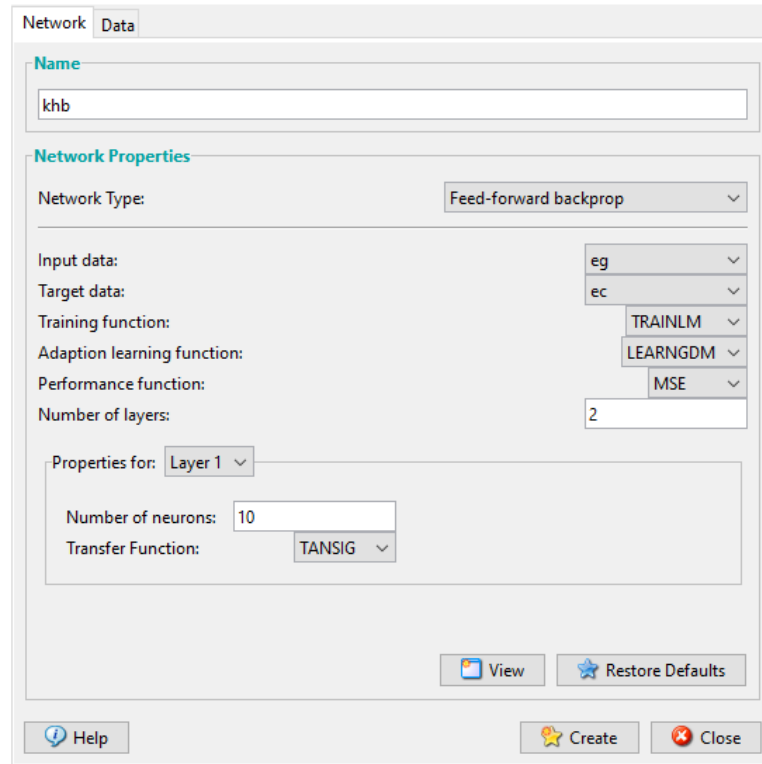 Network Data
Name
khb
Network Properties
Network Type: Feed-forward backprop
Input data: eg
Target data: ec
Training function: TRAINLM
Adaption learning function: LEARNGDM
Performance function: MSE
Number of layers: 2
Properties for: Layer 1
Number of neurons: 10
Transfer Function: TANSIG
View Restore Defaults
Help Create Close